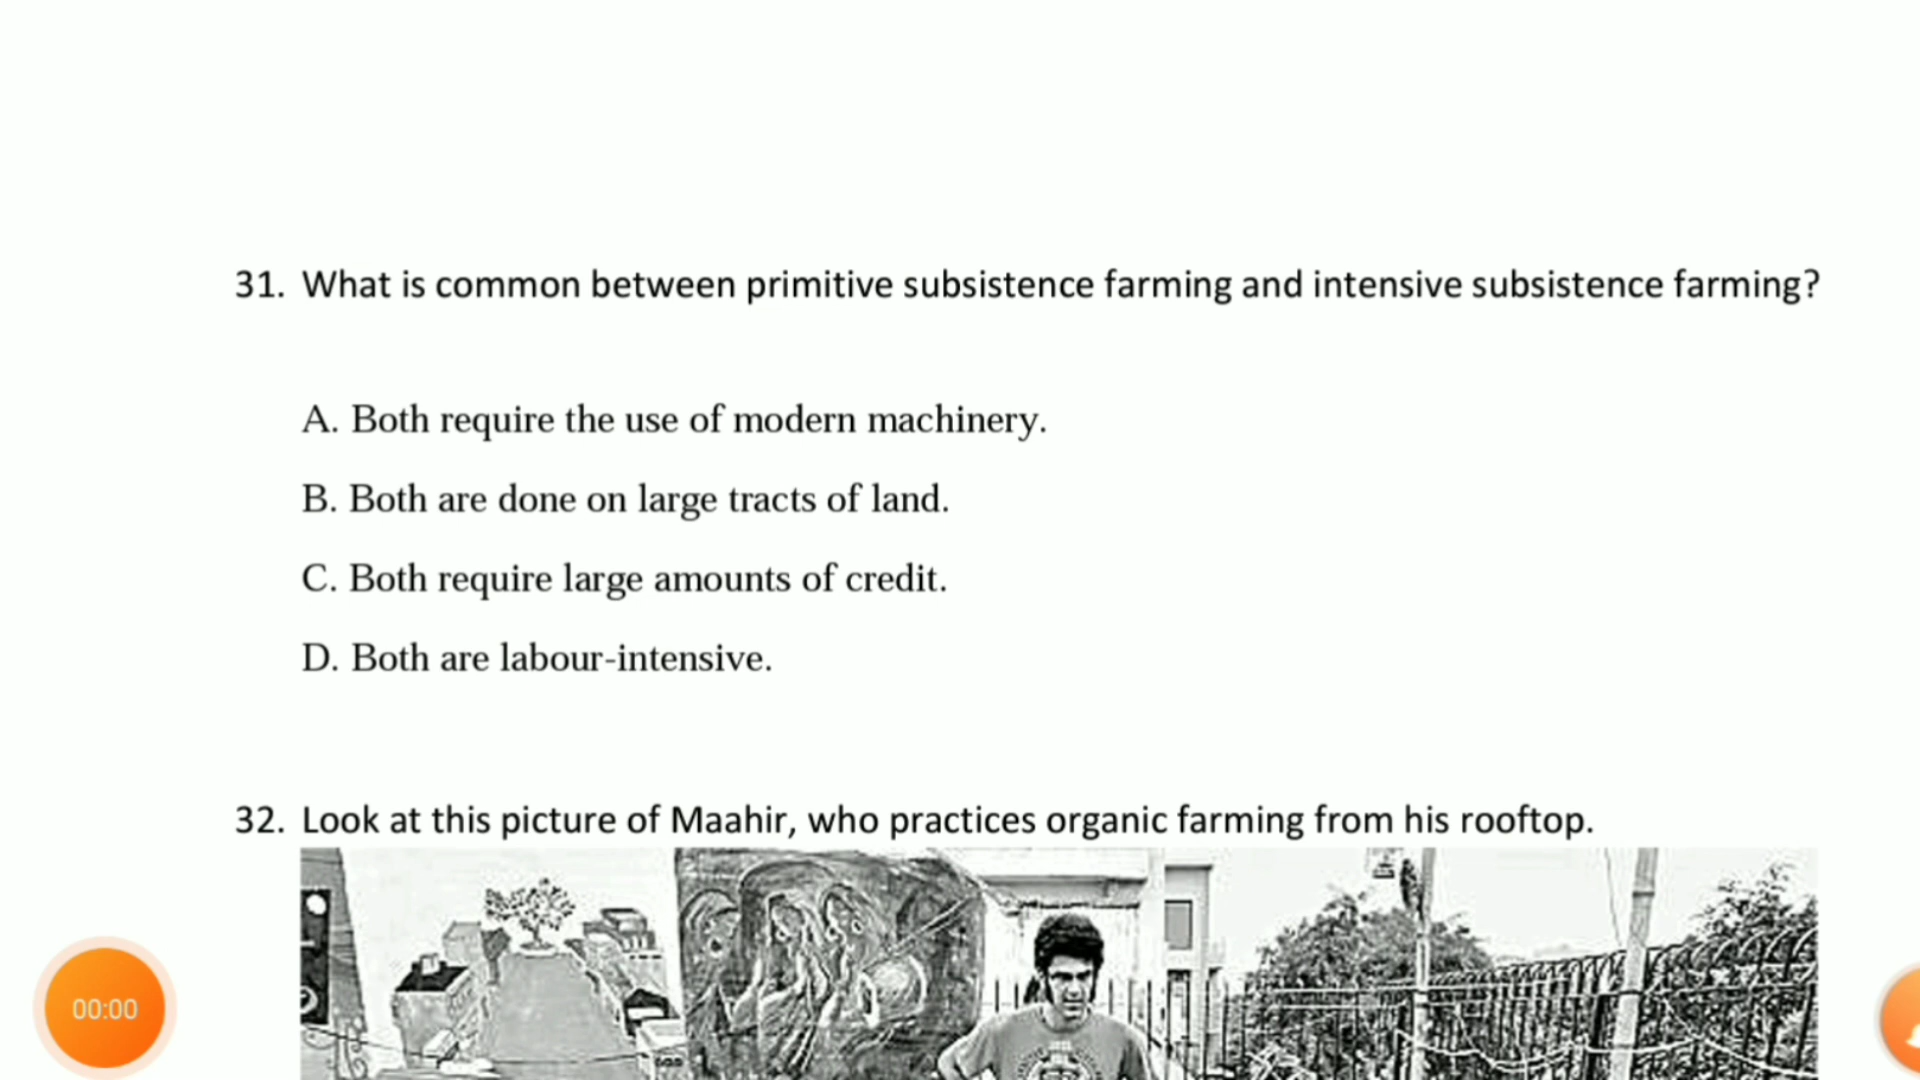 31. What is common between primitive subsistence farming and intensive subsistence farming?
A. Both require the use of modern machinery.
B. Both are done on large tracts of land.
C. Both require large amounts of credit.
D. Both are labour-intensive.
32. Look at this picture of Maahir, who practices organic farming from his rooftop.
00:00